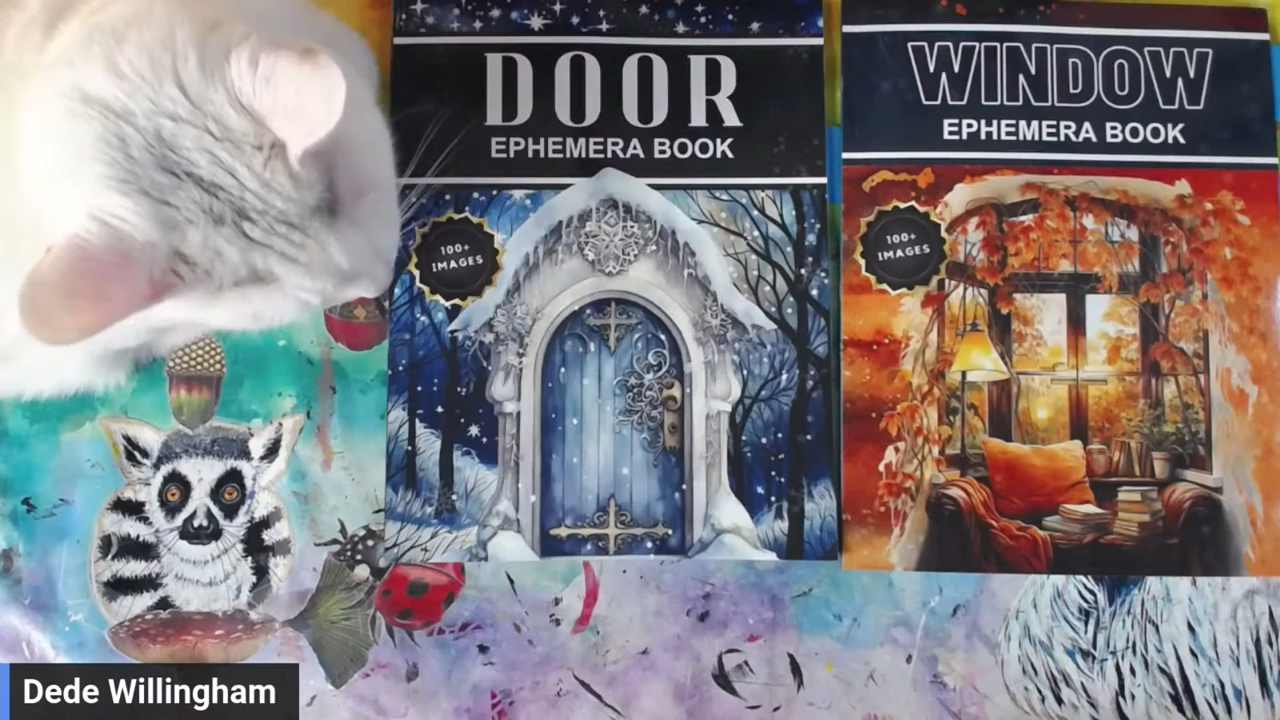 DOOR
EPHEMERA BOOK
100+
IMAGES
WINDOW
EPHEMERA BOOK
100+
IMAGES
Dede Willingham